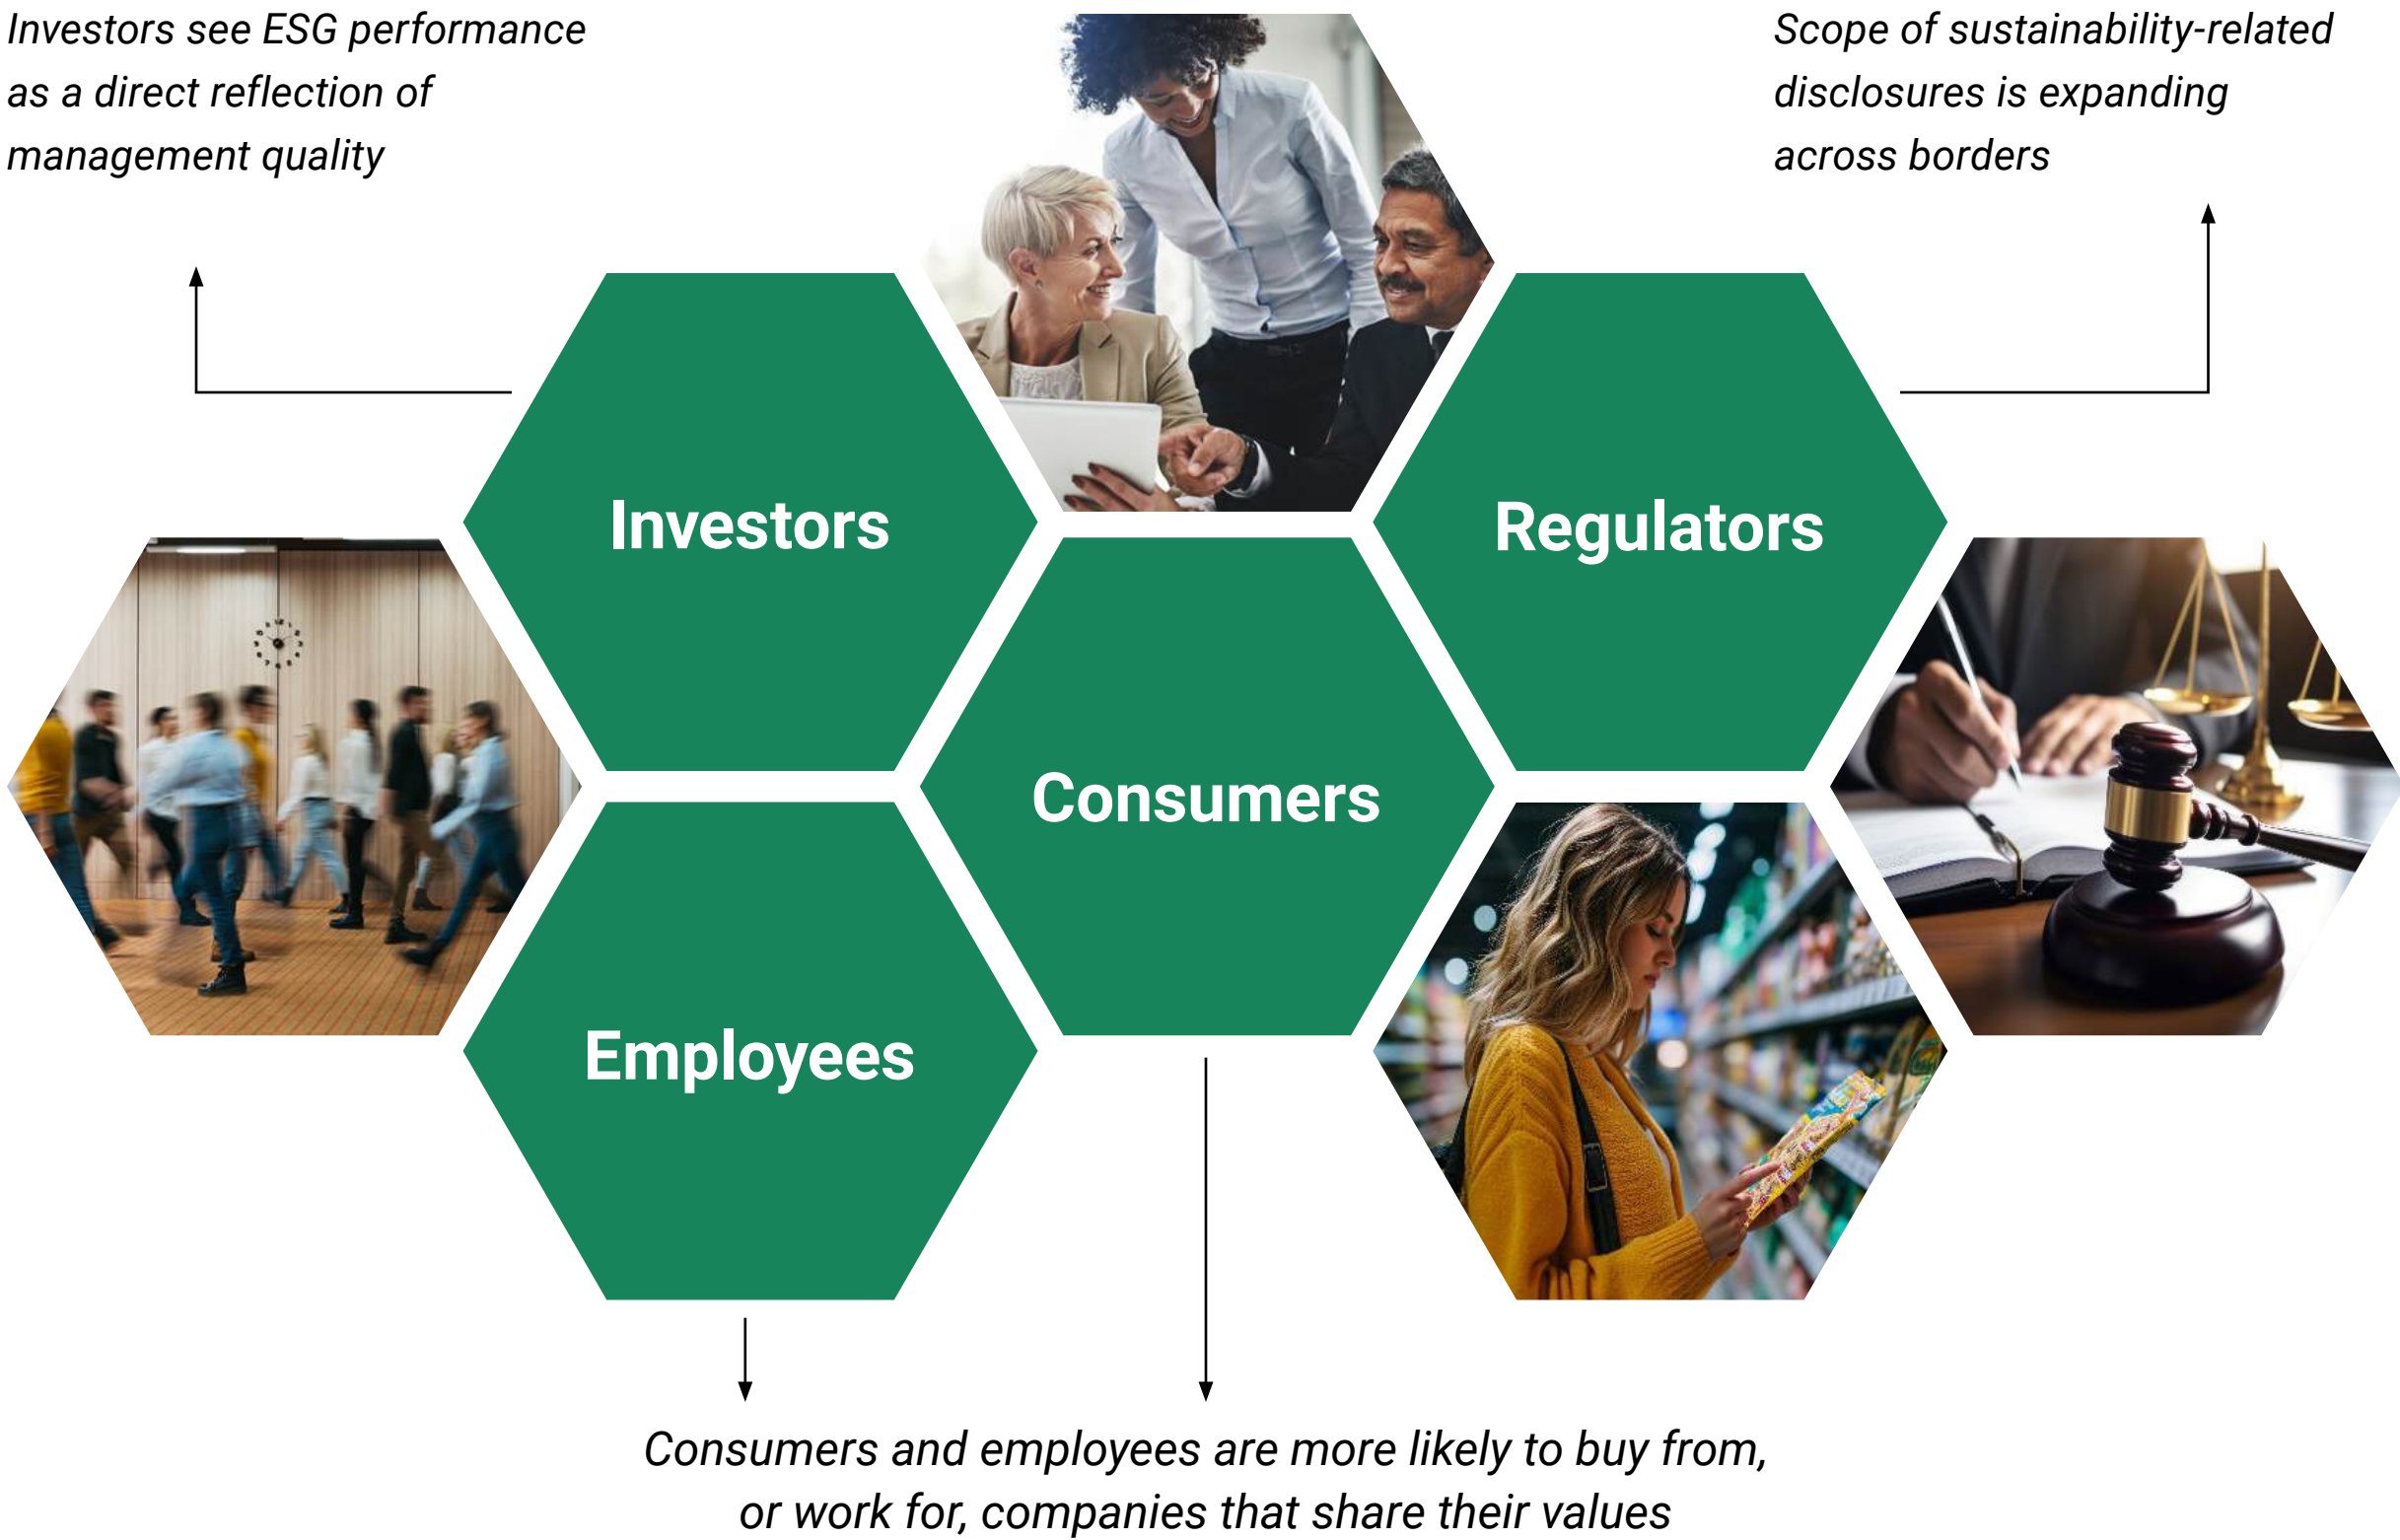 Investors see ESG performance
as a direct reflection of
management quality
Scope of sustainability-related
disclosures is expanding
across borders
Investors
Regulators
Consumers
Employees
Consumers and employees are more likely to buy from,
or work for, companies that share their values